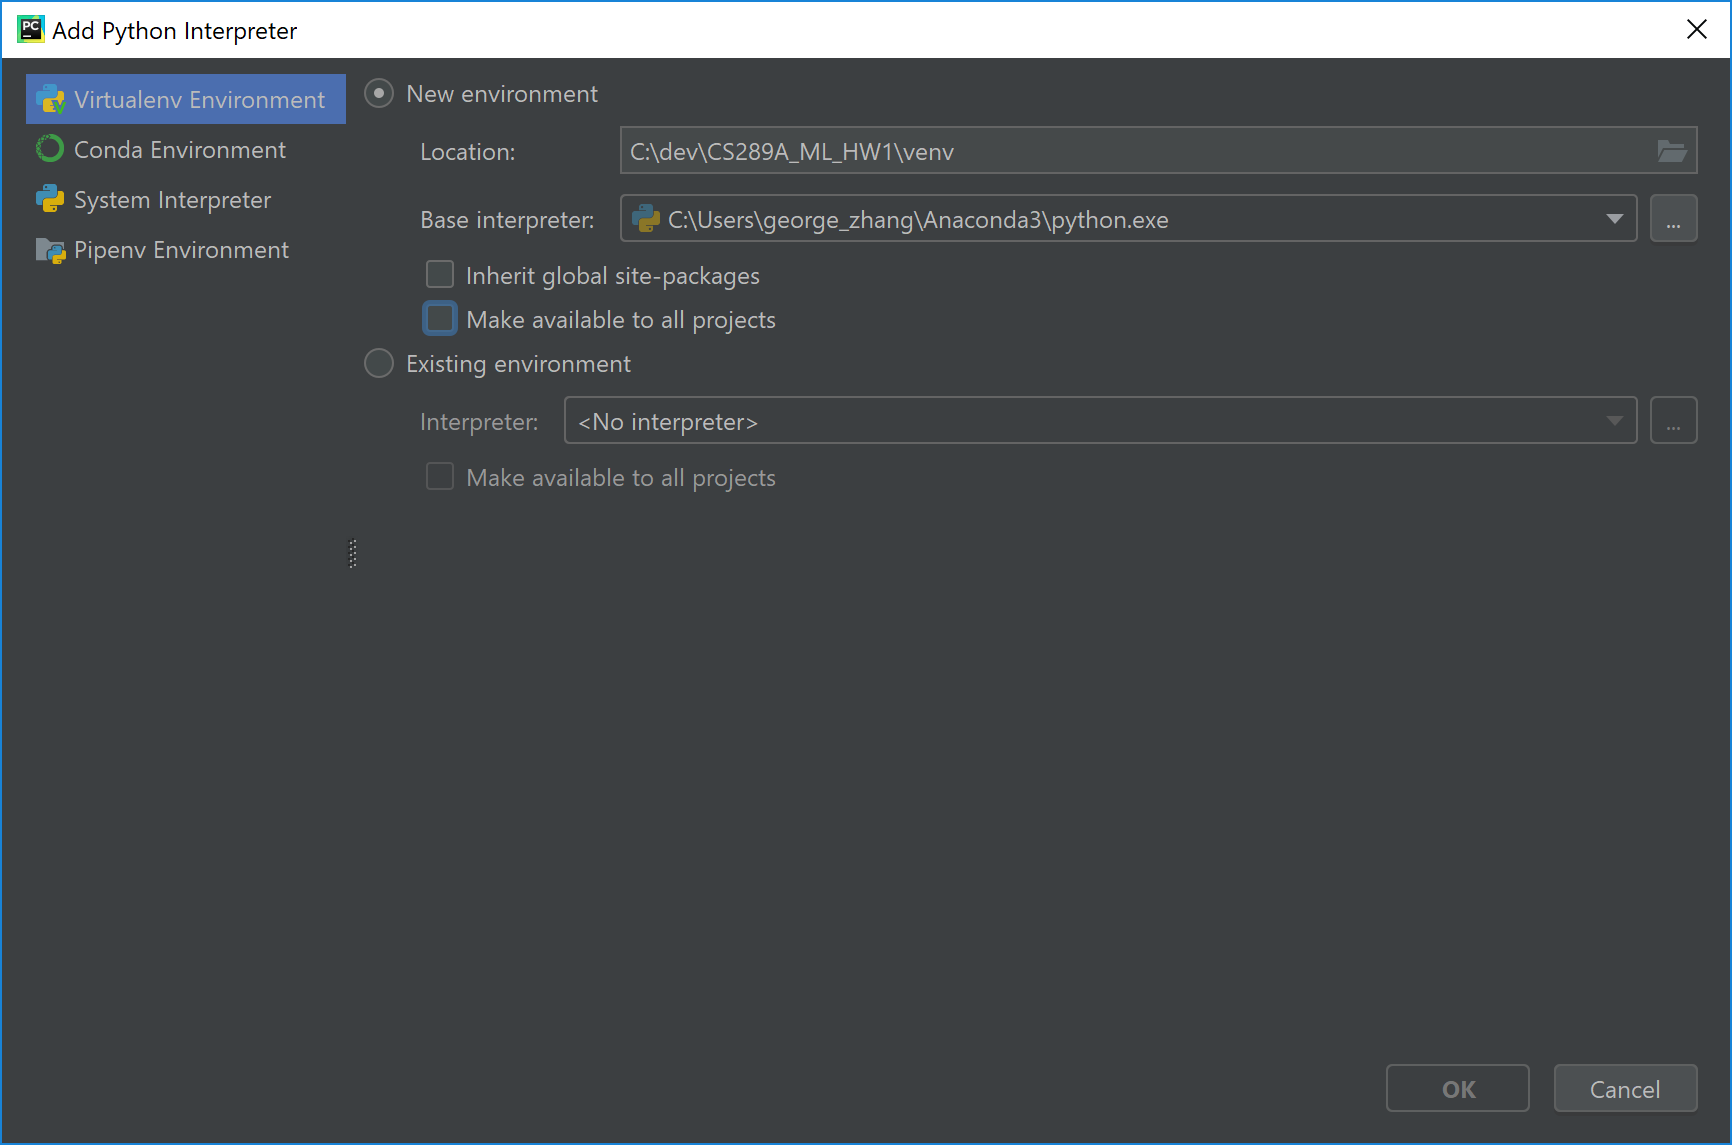 PC Add Python Interpreter
Virtualenv Environment
Conda Environment
System Interpreter
Pipenv Environment
New environment
Location: C:\dev\CS289A_ML_HW1\venv
Base interpreter: C:\Users\george_zhang\Anaconda3\python.exe ...
Inherit global site-packages
Make available to all projects
Existing environment
Interpreter: <No interpreter> ...
Make available to all projects
OK Cancel